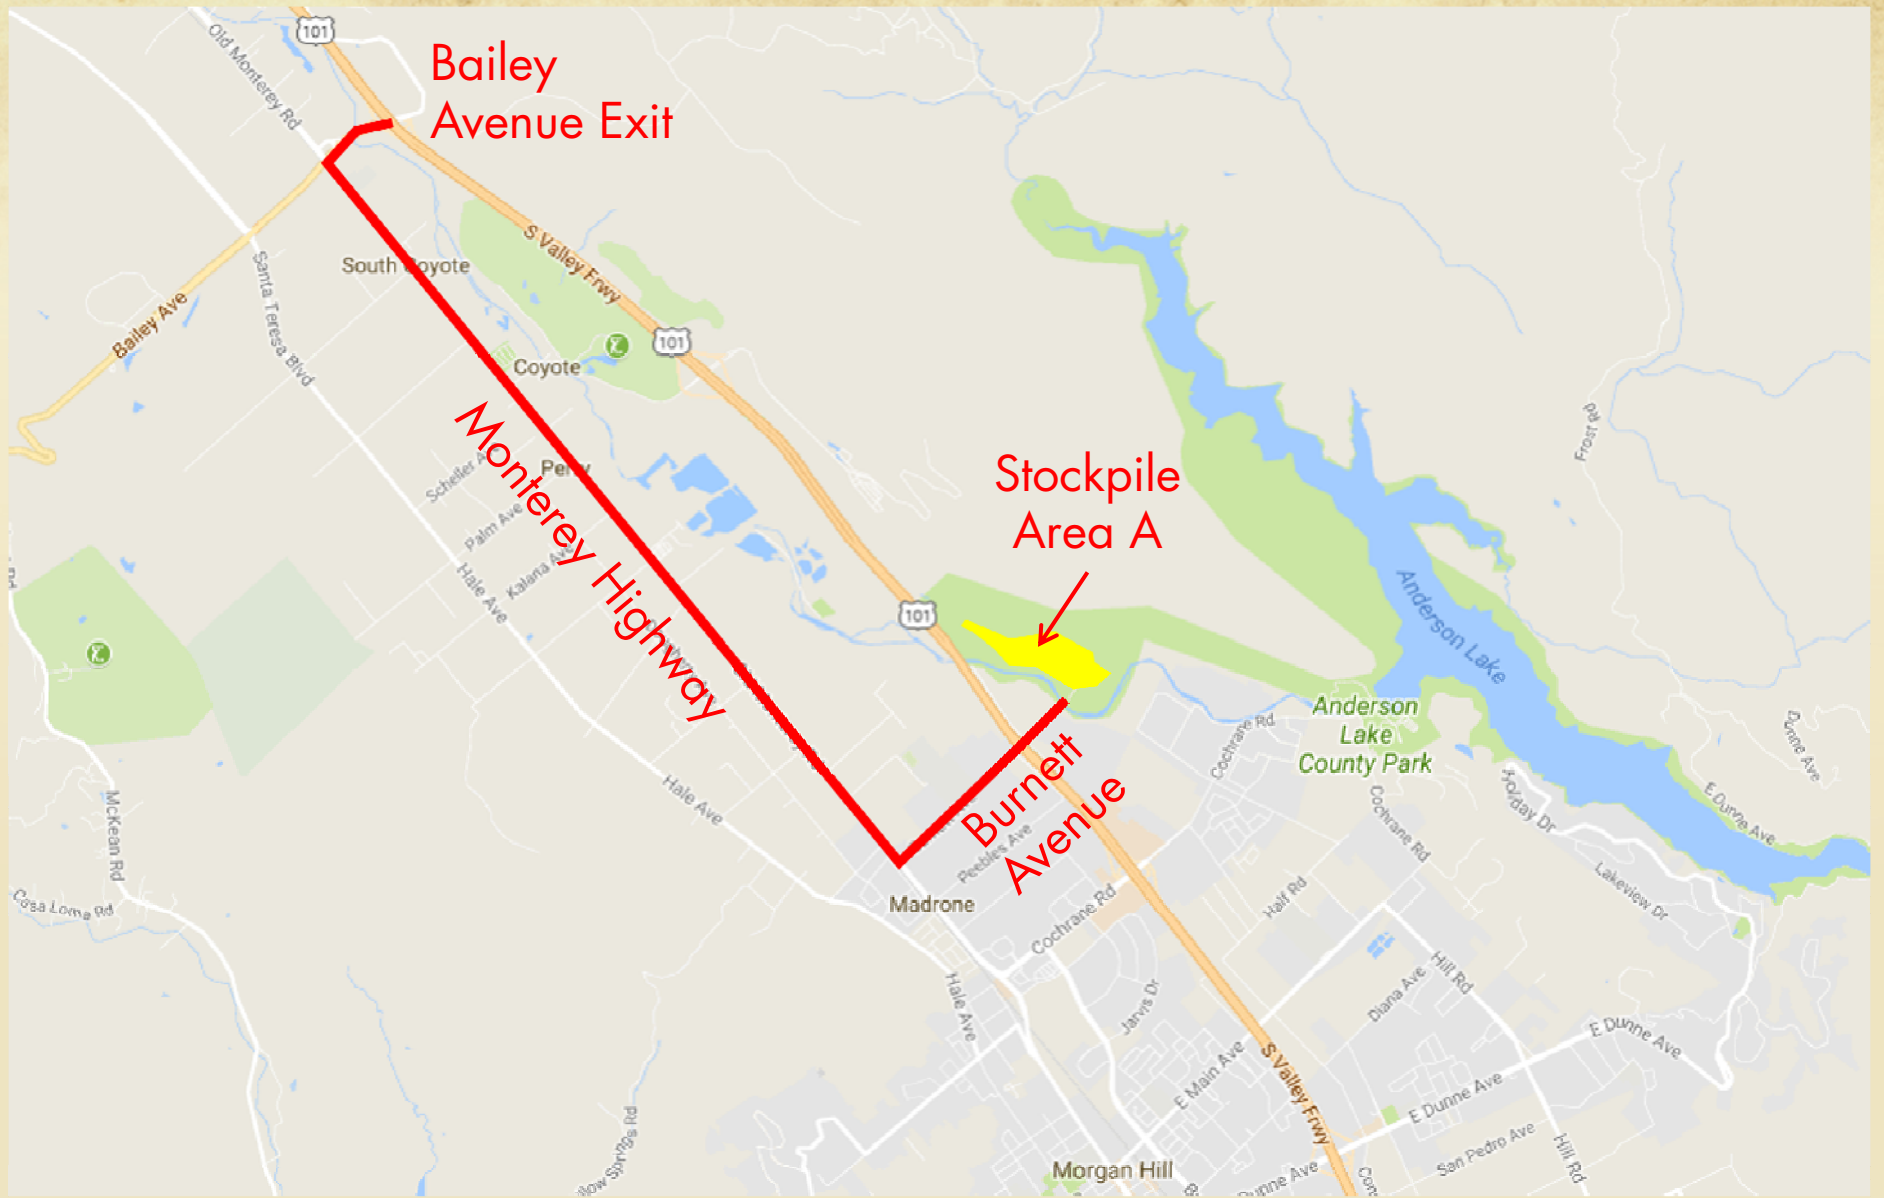 101
Old Monterey Rd
Bailey
Avenue Exit
S Valley Frwy
South Coyote
Santa Teresa Blvd
Bailey Ave
101
Coyote
Monterey Highway
Scheller Ave
Perry
Palm Ave
Kalana Ave
Hale Ave
Stockpile
Area A
Frost Rd
101
Anderson Lake
Anderson
Lake
County Park
Cochrane Rd
Dunne Ave
E Dunne Ave
Holiday Dr
Cochrane Rd
Burnett
Avenue
Peebles Ave
Hale Ave
McKean Rd
Casa Loma Rd
Madrone
Cochrane Rd
Half Rd
Lakeview Dr
Hill Rd
Diana Ave
Hale Ave
Jarvis Dr
E Dunne Ave
E Main Ave
S Valley Frwy
E Dunne Ave
San Pedro Ave
Hill Rd
Morgan Hill
Dunne Ave